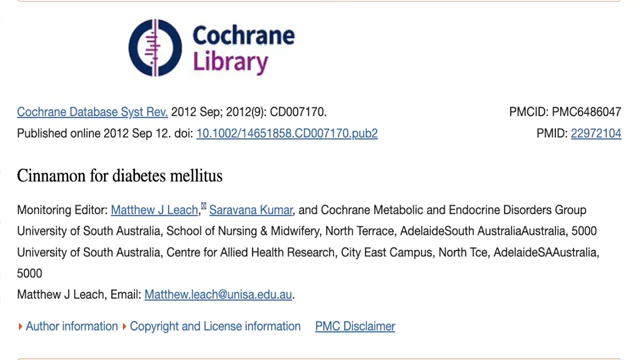 Cochrane
Library
Cochrane Database Syst Rev. 2012 Sep; 2012(9): CD007170. PMCID: PMC6486047
Published online 2012 Sep 12. doi: 10.1002/14651858.CD007170.pub2 PMID: 22972104
Cinnamon for diabetes mellitus
Monitoring Editor: Matthew J Leach, Saravana Kumar, and Cochrane Metabolic and Endocrine Disorders Group
University of South Australia, School of Nursing & Midwifery, North Terrace, AdelaideSouth AustraliaAustralia, 5000
University of South Australia, Centre for Allied Health Research, City East Campus, North Tce, AdelaideSAAustralia,
5000
Matthew J Leach, Email: Matthew.leach@unisa.edu.au.
Author information Copyright and License information PMC Disclaimer